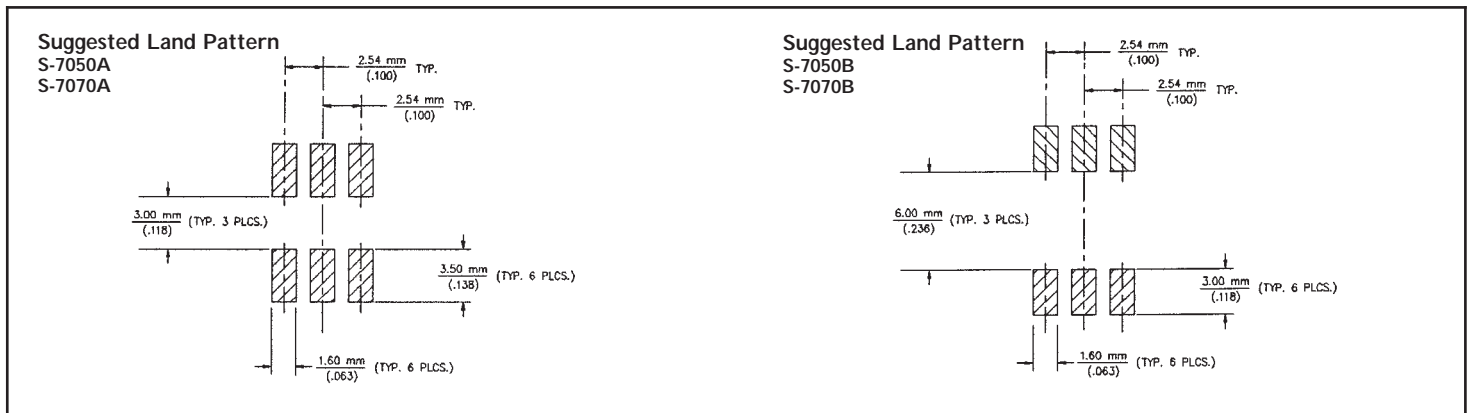 Suggested Land Pattern
S-7050A
S-7070A
2.54 mm
(.100) TYP.
2.54 mm
(.100) TYP.
3.00 mm
(.118) (TYP. 3 PLCS.)
3.50 mm
(.138) (TYP. 6 PLCS.)
1.60 mm
(.063) (TYP. 6 PLCS.)
Suggested Land Pattern
S-7050B
S-7070B
2.54 mm
(.100) TYP.
2.54 mm
(.100) TYP.
6.00 mm
(.236) (TYP. 3 PLCS.)
3.00 mm
(.118) (TYP. 6 PLCS.)
1.60 mm
(.063) (TYP. 6 PLCS.)